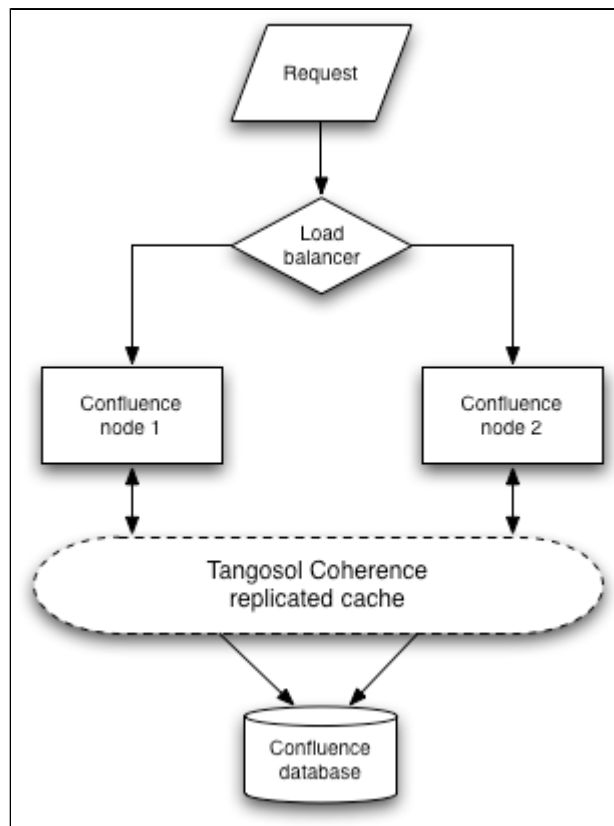 Request
Load
balancer
Confluence
node 1
Confluence
node 2
Tangosol Coherence
replicated cache
Confluence
database